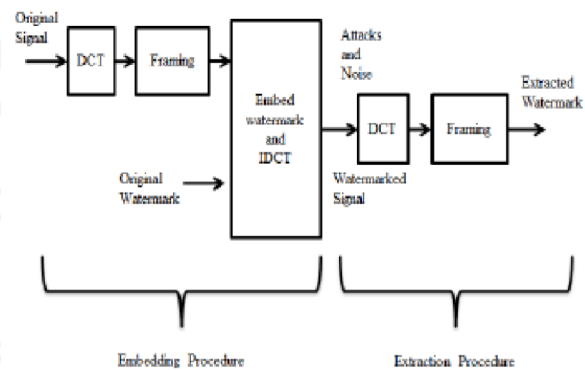 Original
Signal
DCT
Framing
Embed
watermark
and
IDCT
Original
Watermark
Attacks
and
Noise
DCT
Framing
Watermarked
Signal
Extracted
Watermark
Embedding Procedure
Extraction Procedure